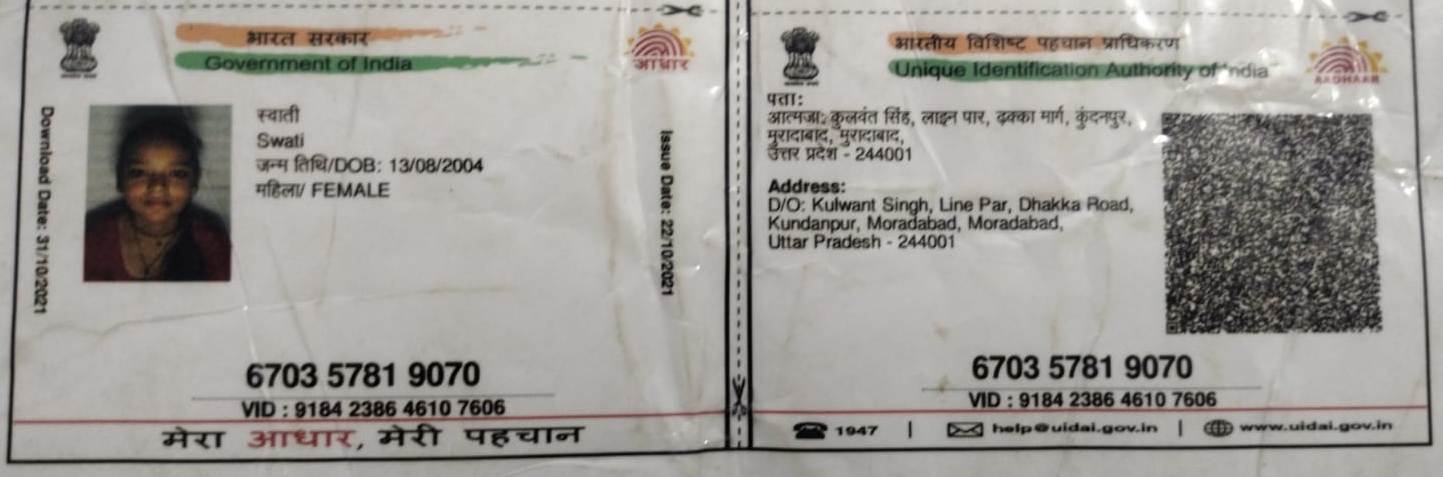 भारत सरकार
Government of India
आधार
Download Date: 31/10/2021
स्वाती
Swati
जन्म तिथि/DOB: 13/08/2004
महिला/ FEMALE
Issue Date: 22/10/2021
6703 5781 9070
VID : 9184 2386 4610 7606
मेरा आधार, मेरी पहचान
भारतीय विशिष्ट पहचान प्राधिकरण
Unique Identification Authority of India
AADHAAR
पता:
आत्मजा: कुलवंत सिंह, लाइन पार, ढक्का मार्ग, कुंदनपुर,
मुरादाबाद, मुरादाबाद,
उत्तर प्रदेश - 244001
Address:
D/O: Kulwant Singh, Line Par, Dhakka Road,
Kundanpur, Moradabad, Moradabad,
Uttar Pradesh - 244001
6703 5781 9070
VID : 9184 2386 4610 7606
1947 | help@uidai.gov.in | www.uidai.gov.in